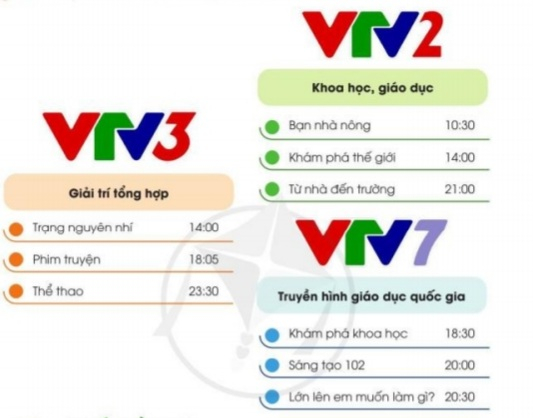 VTV3
Giải trí tổng hợp
Trạng nguyên nhí 14:00
Phim truyện 18:05
Thể thao 23:30
VTV2
Khoa học, giáo dục
Bạn nhà nông 10:30
Khám phá thế giới 14:00
Từ nhà đến trường 21:00
VTV7
Truyền hình giáo dục quốc gia
Khám phá khoa học 18:30
Sáng tạo 102 20:00
Lớn lên em muốn làm gì? 20:30